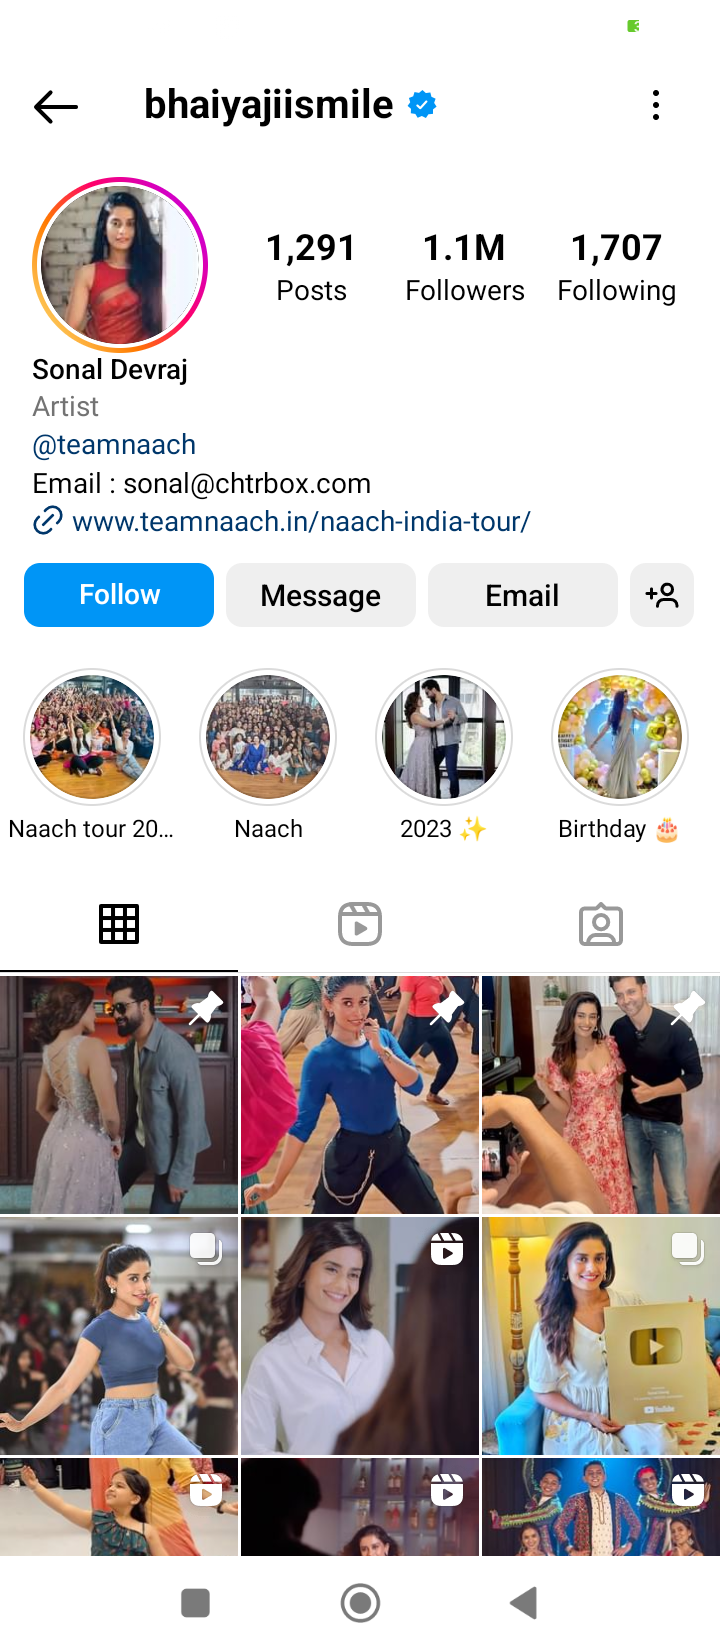 bhaiyajiismile
1,291 1.1M 1,707
Posts Followers Following
Sonal Devraj
Artist
@teamnaach
Email : sonal@chtrbox.com
www.teamnaach.in/naach-india-tour/
Follow Message Email
Naach tour 20... Naach 2023 ✨ Birthday 🎂
YouTube